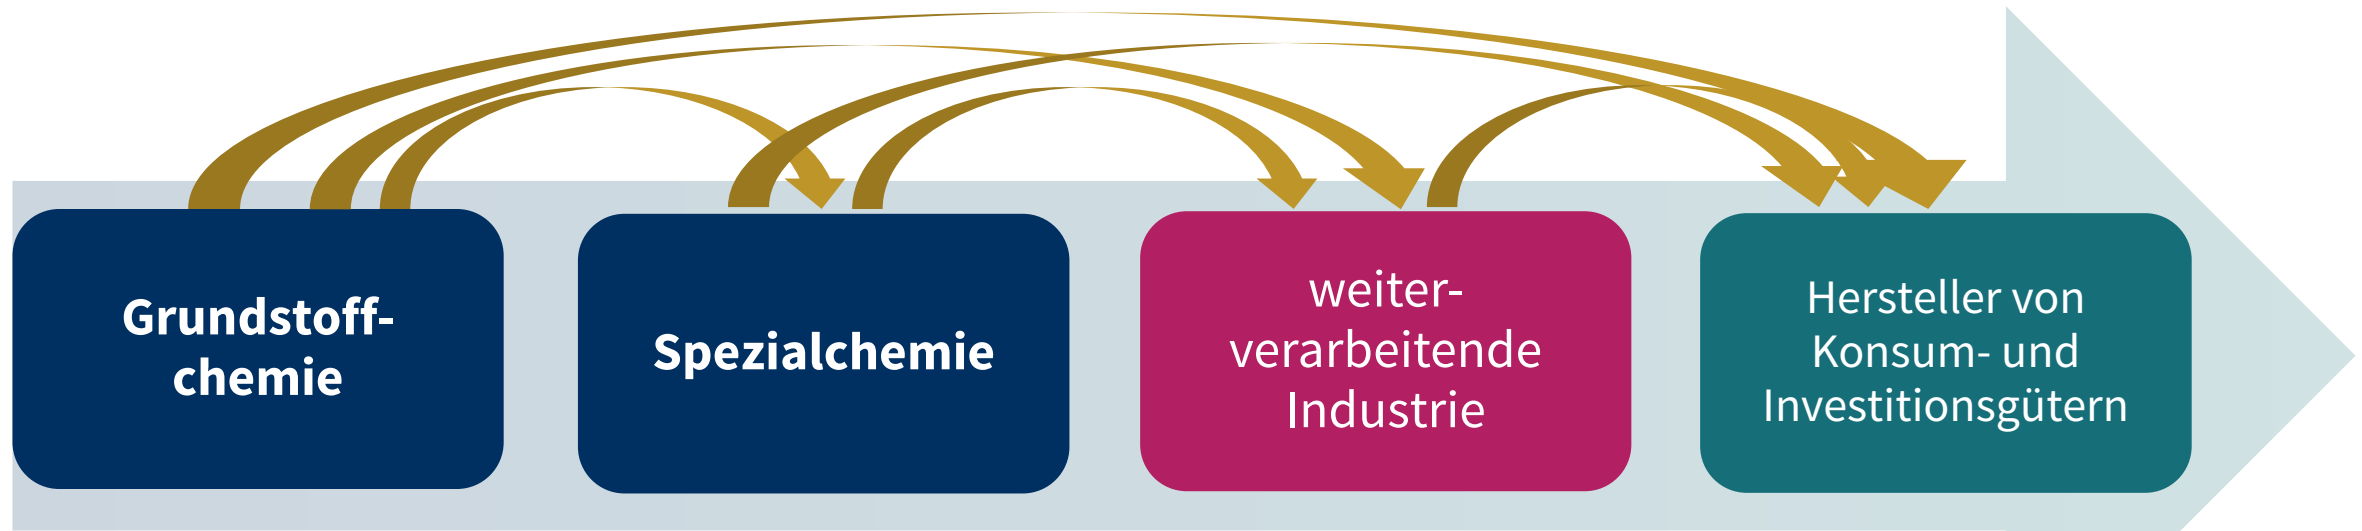 Grundstoff-
chemie
Spezialchemie
weiter-
verarbeitende
Industrie
Hersteller von
Konsum- und
Investitionsgütern